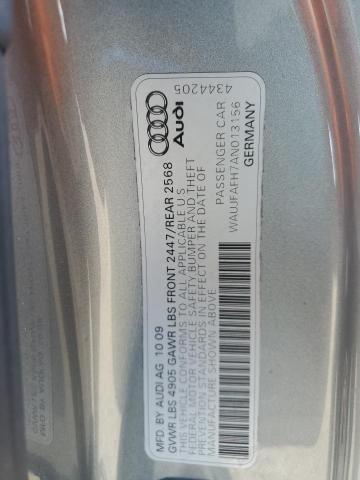 4344205
Audi
PASSENGER CAR
WAUJFAFH7AN013156
GERMANY
MFD. BY AUDI AG 10 09
GVWR LBS 4905 GAWR LBS FRONT 2447/REAR 2568
THIS VEHICLE CONFORMS TO ALL APPLICABLE U S
FEDERAL MOTOR VEHICLE SAFETY BUMPER AND THEFT
PREVENTION STANDARDS IN EFFECT ON THE DATE OF
MANUFACTURE SHOWN ABOVE